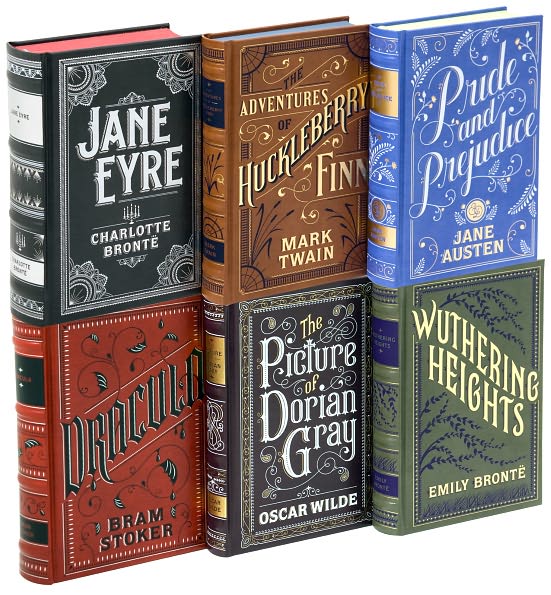 JANE
EYRE
CHARLOTTE
BRONTË
THE
ADVENTURES
OF
HUCKLEBERRY
FINN
MARK
TWAIN
Pride
and
Prejudice
JANE
AUSTEN
DRACULA
BRAM
STOKER
The
Picture
of
Dorian
Gray
OSCAR WILDE
WUTHERING
HEIGHTS
EMILY BRONTË